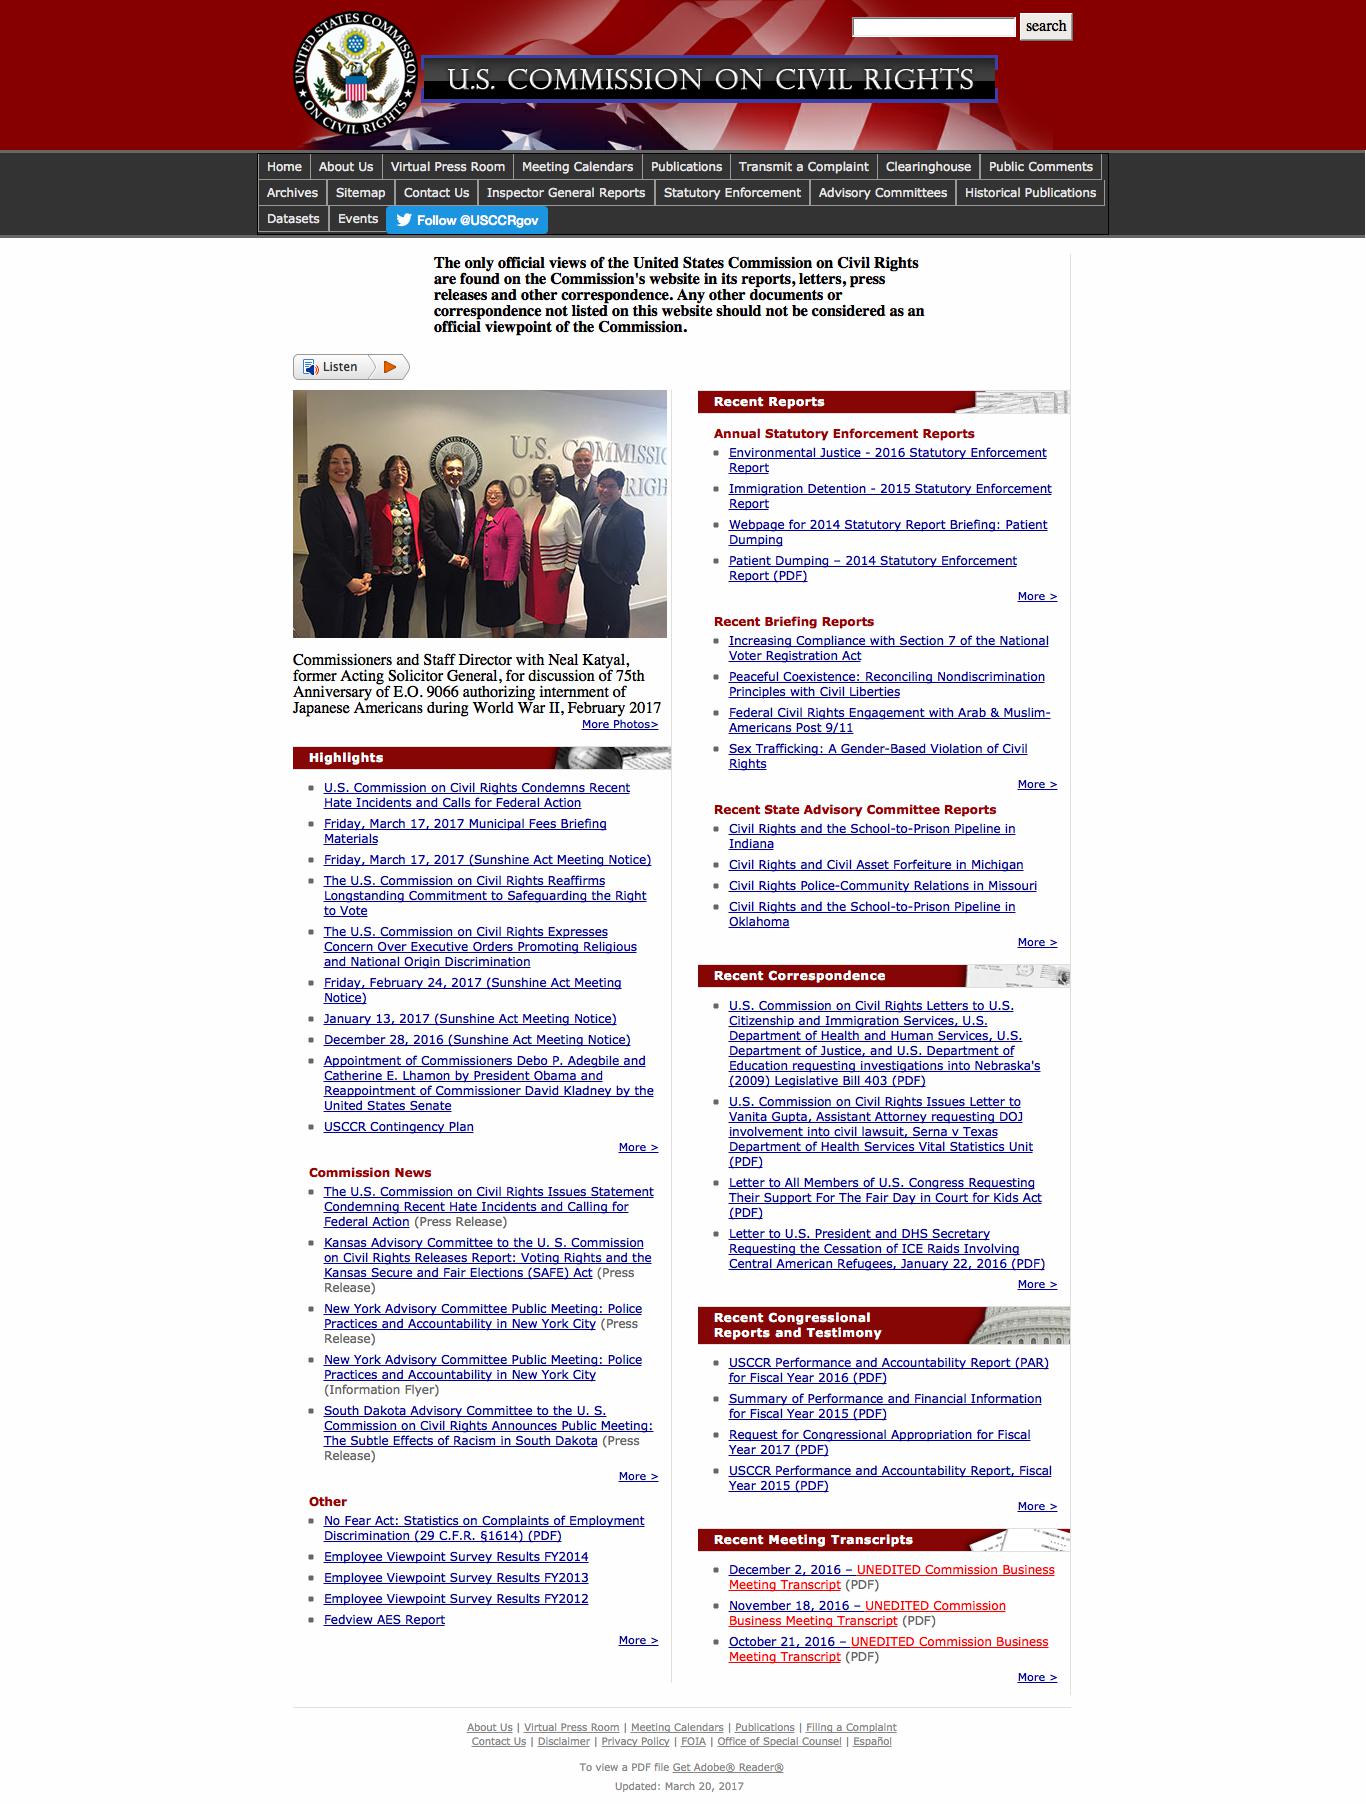 UNITED STATES COMMISSION ON CIVIL RIGHTS
search
U.S. COMMISSION ON CIVIL RIGHTS
Home
About Us
Virtual Press Room
Meeting Calendars
Publications
Transmit a Complaint
Clearinghouse
Public Comments
Archives
Sitemap
Contact Us
Inspector General Reports
Statutory Enforcement
Advisory Committees
Historical Publications
Datasets
Events
Follow @USCCRgov
The only official views of the United States Commission on Civil Rights
are found on the Commission's website in its reports, letters, press
releases and other correspondence. Any other documents or
correspondence not listed on this website should not be considered as an
official viewpoint of the Commission.
Listen
U.S. COMMISSIC
ON
RIGH
Commissioners and Staff Director with Neal Katyal,
former Acting Solicitor General, for discussion of 75th
Anniversary of E.O. 9066 authorizing internment of
Japanese Americans during World War II, February 2017
More Photos>
Highlights
U.S. Commission on Civil Rights Condemns Recent
Hate Incidents and Calls for Federal Action
Friday, March 17, 2017 Municipal Fees Briefing
Materials
Friday, March 17, 2017 (Sunshine Act Meeting Notice)
The U.S. Commission on Civil Rights Reaffirms
Longstanding Commitment to Safeguarding the Right
to Vote
The U.S. Commission on Civil Rights Expresses
Concern Over Executive Orders Promoting Religious
and National Origin Discrimination
Friday, February 24, 2017 (Sunshine Act Meeting
Notice)
January 13, 2017 (Sunshine Act Meeting Notice)
December 28, 2016 (Sunshine Act Meeting Notice)
Appointment of Commissioners Debo P. Adegbile and
Catherine E. Lhamon by President Obama and
Reappointment of Commissioner David Kladney by the
United States Senate
USCCR Contingency Plan
More >
Commission News
The U.S. Commission on Civil Rights Issues Statement
Condemning Recent Hate Incidents and Calling for
Federal Action (Press Release)
Kansas Advisory Committee to the U. S. Commission
on Civil Rights Releases Report: Voting Rights and the
Kansas Secure and Fair Elections (SAFE) Act (Press
Release)
New York Advisory Committee Public Meeting: Police
Practices and Accountability in New York City (Press
Release)
New York Advisory Committee Public Meeting: Police
Practices and Accountability in New York City
(Information Flyer)
South Dakota Advisory Committee to the U. S.
Commission on Civil Rights Announces Public Meeting:
The Subtle Effects of Racism in South Dakota (Press
Release)
More >
Other
No Fear Act: Statistics on Complaints of Employment
Discrimination (29 C.F.R. §1614) (PDF)
Employee Viewpoint Survey Results FY2014
Employee Viewpoint Survey Results FY2013
Employee Viewpoint Survey Results FY2012
Fedview AES Report
More >
Recent Reports
Annual Statutory Enforcement Reports
Environmental Justice - 2016 Statutory Enforcement
Report
Immigration Detention - 2015 Statutory Enforcement
Report
Webpage for 2014 Statutory Report Briefing: Patient
Dumping
Patient Dumping – 2014 Statutory Enforcement
Report (PDF)
More >
Recent Briefing Reports
Increasing Compliance with Section 7 of the National
Voter Registration Act
Peaceful Coexistence: Reconciling Nondiscrimination
Principles with Civil Liberties
Federal Civil Rights Engagement with Arab & Muslim-
Americans Post 9/11
Sex Trafficking: A Gender-Based Violation of Civil
Rights
More >
Recent State Advisory Committee Reports
Civil Rights and the School-to-Prison Pipeline in
Indiana
Civil Rights and Civil Asset Forfeiture in Michigan
Civil Rights Police-Community Relations in Missouri
Civil Rights and the School-to-Prison Pipeline in
Oklahoma
More >
Recent Correspondence
U.S. Commission on Civil Rights Letters to U.S.
Citizenship and Immigration Services, U.S.
Department of Health and Human Services, U.S.
Department of Justice, and U.S. Department of
Education requesting investigations into Nebraska's
(2009) Legislative Bill 403 (PDF)
U.S. Commission on Civil Rights Issues Letter to
Vanita Gupta, Assistant Attorney requesting DOJ
involvement into civil lawsuit, Serna v Texas
Department of Health Services Vital Statistics Unit
(PDF)
Letter to All Members of U.S. Congress Requesting
Their Support For The Fair Day in Court for Kids Act
(PDF)
Letter to U.S. President and DHS Secretary
Requesting the Cessation of ICE Raids Involving
Central American Refugees, January 22, 2016 (PDF)
More >
Recent Congressional
Reports and Testimony
USCCR Performance and Accountability Report (PAR)
for Fiscal Year 2016 (PDF)
Summary of Performance and Financial Information
for Fiscal Year 2015 (PDF)
Request for Congressional Appropriation for Fiscal
Year 2017 (PDF)
USCCR Performance and Accountability Report, Fiscal
Year 2015 (PDF)
More >
Recent Meeting Transcripts
December 2, 2016 – UNEDITED Commission Business
Meeting Transcript (PDF)
November 18, 2016 – UNEDITED Commission
Business Meeting Transcript (PDF)
October 21, 2016 – UNEDITED Commission Business
Meeting Transcript (PDF)
More >
About Us | Virtual Press Room | Meeting Calendars | Publications | Filing a Complaint
Contact Us | Disclaimer | Privacy Policy | FOIA | Office of Special Counsel | Español
To view a PDF file Get Adobe® Reader®
Updated: March 20, 2017